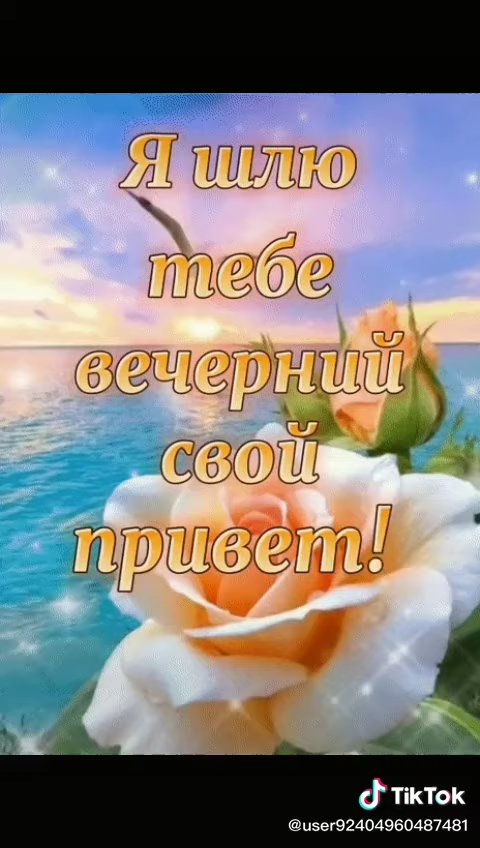 Я шлю
тебе
вечерний
свой
привет!
TikTok
@user92404960487481